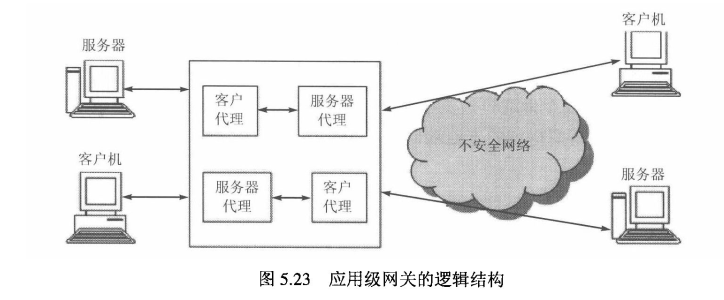 客户机
服务器
客户
代理
服务器
代理
不安全网络
客户机
服务器
代理
客户
代理
服务器
图 5.23 应用级网关的逻辑结构